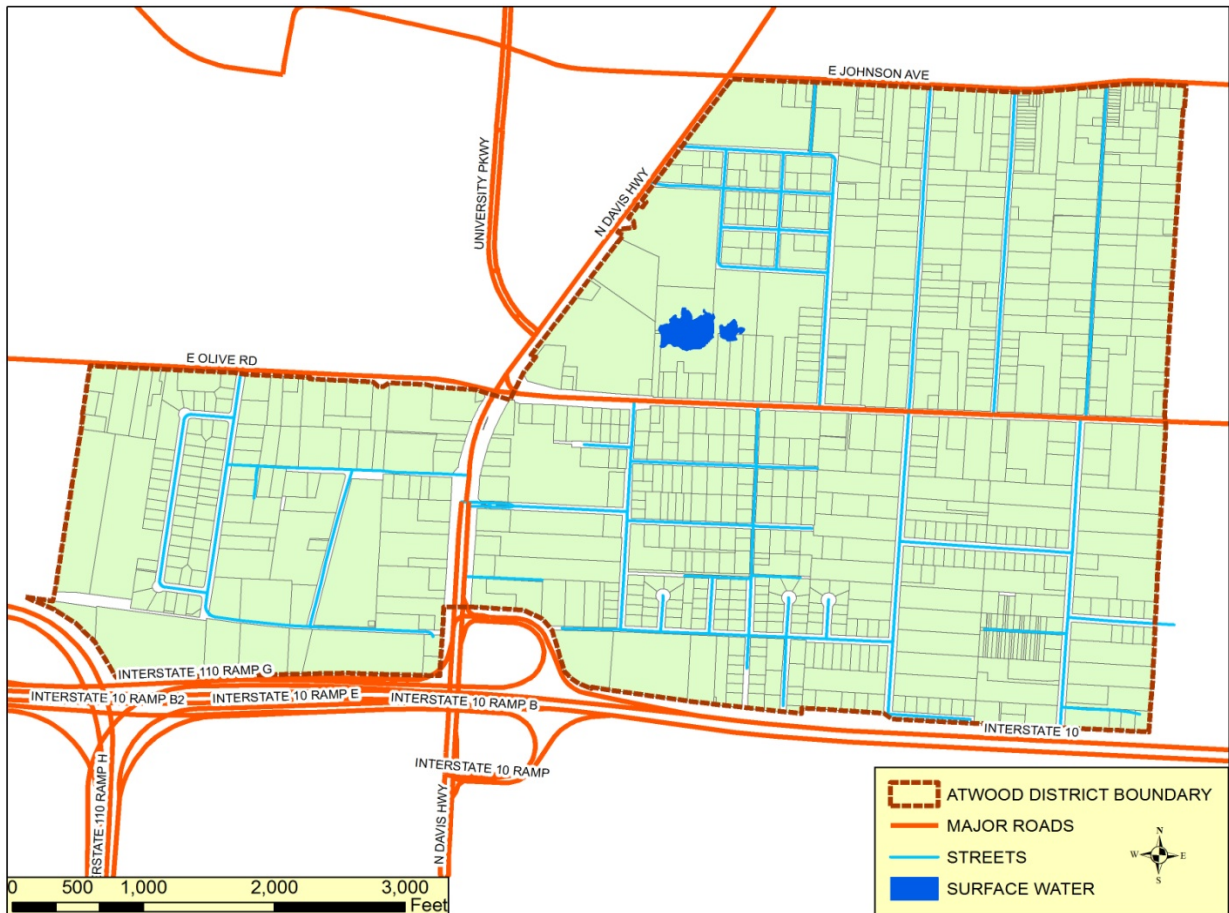 E JOHNSON AVE
UNIVERSITY PKWY
N DAVIS HWY
E OLIVE RD
INTERSTATE 110 RAMP G
INTERSTATE 10 RAMP B2
INTERSTATE 10 RAMP E
INTERSTATE 10 RAMP B
INTERSTATE 10
INTERSTATE 10 RAMP
ERSTATE 110 RAMP H
N DAVIS HWY
ATWOOD DISTRICT BOUNDARY
MAJOR ROADS
STREETS
SURFACE WATER
N
W E
S
0 500 1,000 2,000 3,000
Feet